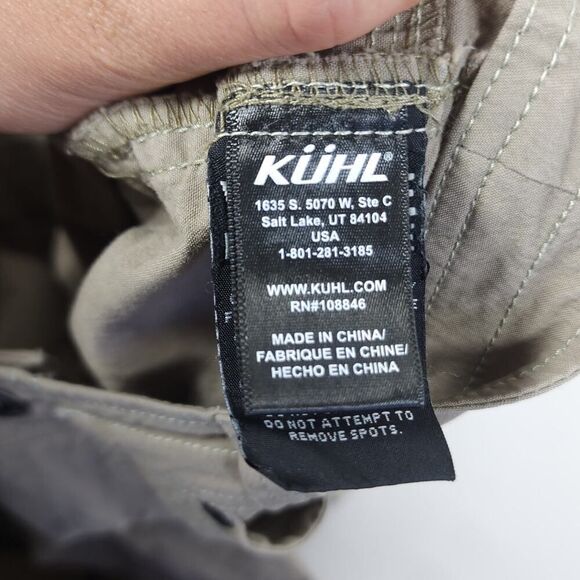 KÜHL®
1635 S. 5070 W, Ste C
Salt Lake, UT 84104
USA
1-801-281-3185
WWW.KUHL.COM
RN#108846
MADE IN CHINA/
FABRIQUE EN CHINE/
HECHO EN CHINA
DO NOT ATTEMPT TO
REMOVE SPOTS.